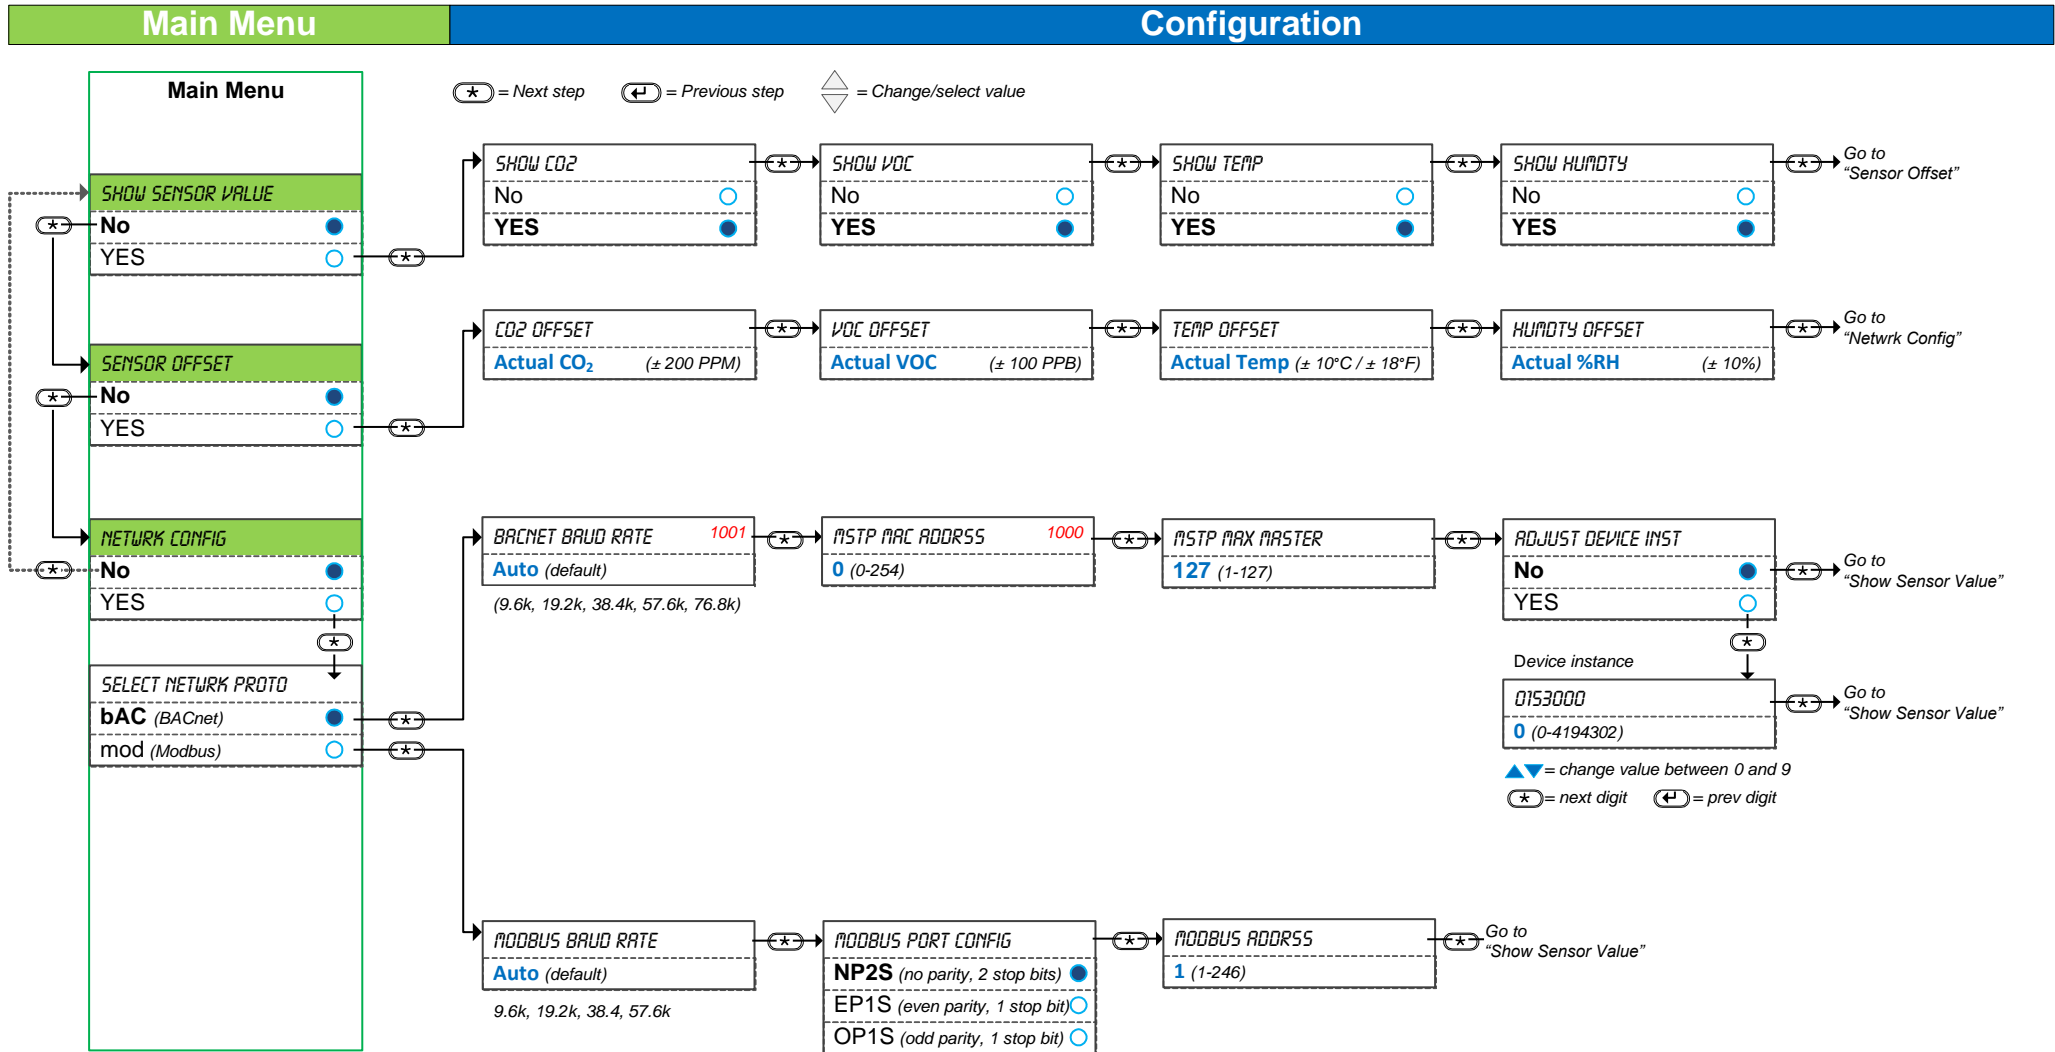 Main Menu
Configuration
Main Menu
* = Next step
↵ = Previous step
= Change/select value
SHOW SENSOR VALUE
No
YES
*
*
SHOW CO2
No
YES
*
SHOW VOC
No
YES
*
SHOW TEMP
No
YES
*
SHOW HUMDTY
No
YES
*
Go to
“Sensor Offset”
SENSOR OFFSET
No
YES
*
*
CO2 OFFSET
Actual CO₂ (± 200 PPM)
*
VOC OFFSET
Actual VOC (± 100 PPB)
*
TEMP OFFSET
Actual Temp (± 10°C / ± 18°F)
*
HUMDTY OFFSET
Actual %RH (± 10%)
*
Go to
“Netwrk Config”
NETWRK CONFIG
No
YES
*
*
SELECT NETWRK PROTO
bAC (BACnet)
mod (Modbus)
*
*
BACNET BAUD RATE 1001
Auto (default)
(9.6k, 19.2k, 38.4k, 57.6k, 76.8k)
*
MSTP MAC ADDRSS 1000
0 (0-254)
*
MSTP MAX MASTER
127 (1-127)
*
ADJUST DEVICE INST
No
YES
*
Go to
“Show Sensor Value”
*
Device instance
0153000
0 (0-4194302)
*
Go to
“Show Sensor Value”
▲▼= change value between 0 and 9
* = next digit ↵ = prev digit
MODBUS BAUD RATE
Auto (default)
9.6k, 19.2k, 38.4, 57.6k
*
MODBUS PORT CONFIG
NP2S (no parity, 2 stop bits)
EP1S (even parity, 1 stop bit)
OP1S (odd parity, 1 stop bit)
*
MODBUS ADDRSS
1 (1-246)
*
Go to
“Show Sensor Value”